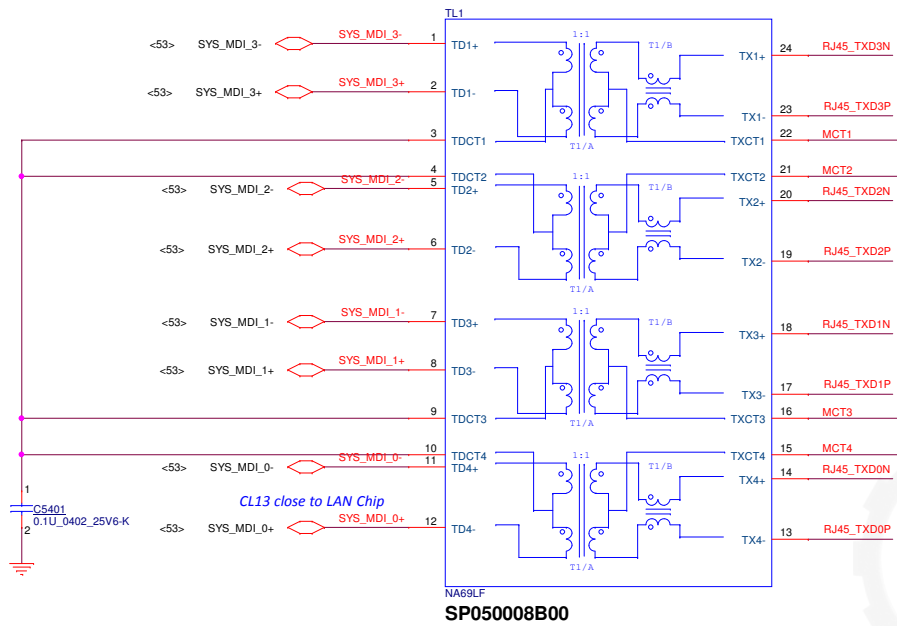 TL1
<53> SYS_MDI_3- SYS_MDI_3- 1 TD1+ 1:1 T1/B TX1+ 24 RJ45_TXD3N
<53> SYS_MDI_3+ SYS_MDI_3+ 2 TD1- TX1- 23 RJ45_TXD3P
3 TDCT1 T1/A TXCT1 22 MCT1
4 TDCT2 1:1 TXCT2 21 MCT2
<53> SYS_MDI_2- SYS_MDI_2- 5 TD2+ T1/B TX2+ 20 RJ45_TXD2N
<53> SYS_MDI_2+ SYS_MDI_2+ 6 TD2- TX2- 19 RJ45_TXD2P
T1/A
<53> SYS_MDI_1- SYS_MDI_1- 7 TD3+ 1:1 T1/B TX3+ 18 RJ45_TXD1N
<53> SYS_MDI_1+ SYS_MDI_1+ 8 TD3- TX3- 17 RJ45_TXD1P
9 TDCT3 T1/A TXCT3 16 MCT3
10 TDCT4 1:1 TXCT4 15 MCT4
<53> SYS_MDI_0- SYS_MDI_0- 11 TD4+ T1/B TX4+ 14 RJ45_TXD0N
1 C5401 CL13 close to LAN Chip
0.1U_0402_25V6-K
2
<53> SYS_MDI_0+ SYS_MDI_0+ 12 TD4- TX4- 13 RJ45_TXD0P
T1/A
NA69LF
SP050008B00